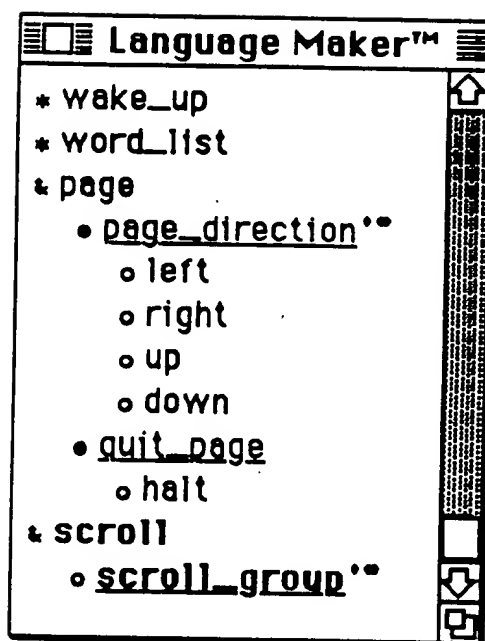 Language Maker™
* wake_up
* word_list
& page
• page_direction'∞
o left
o right
o up
o down
• quit_page
o halt
& scroll
o scroll_group'∞